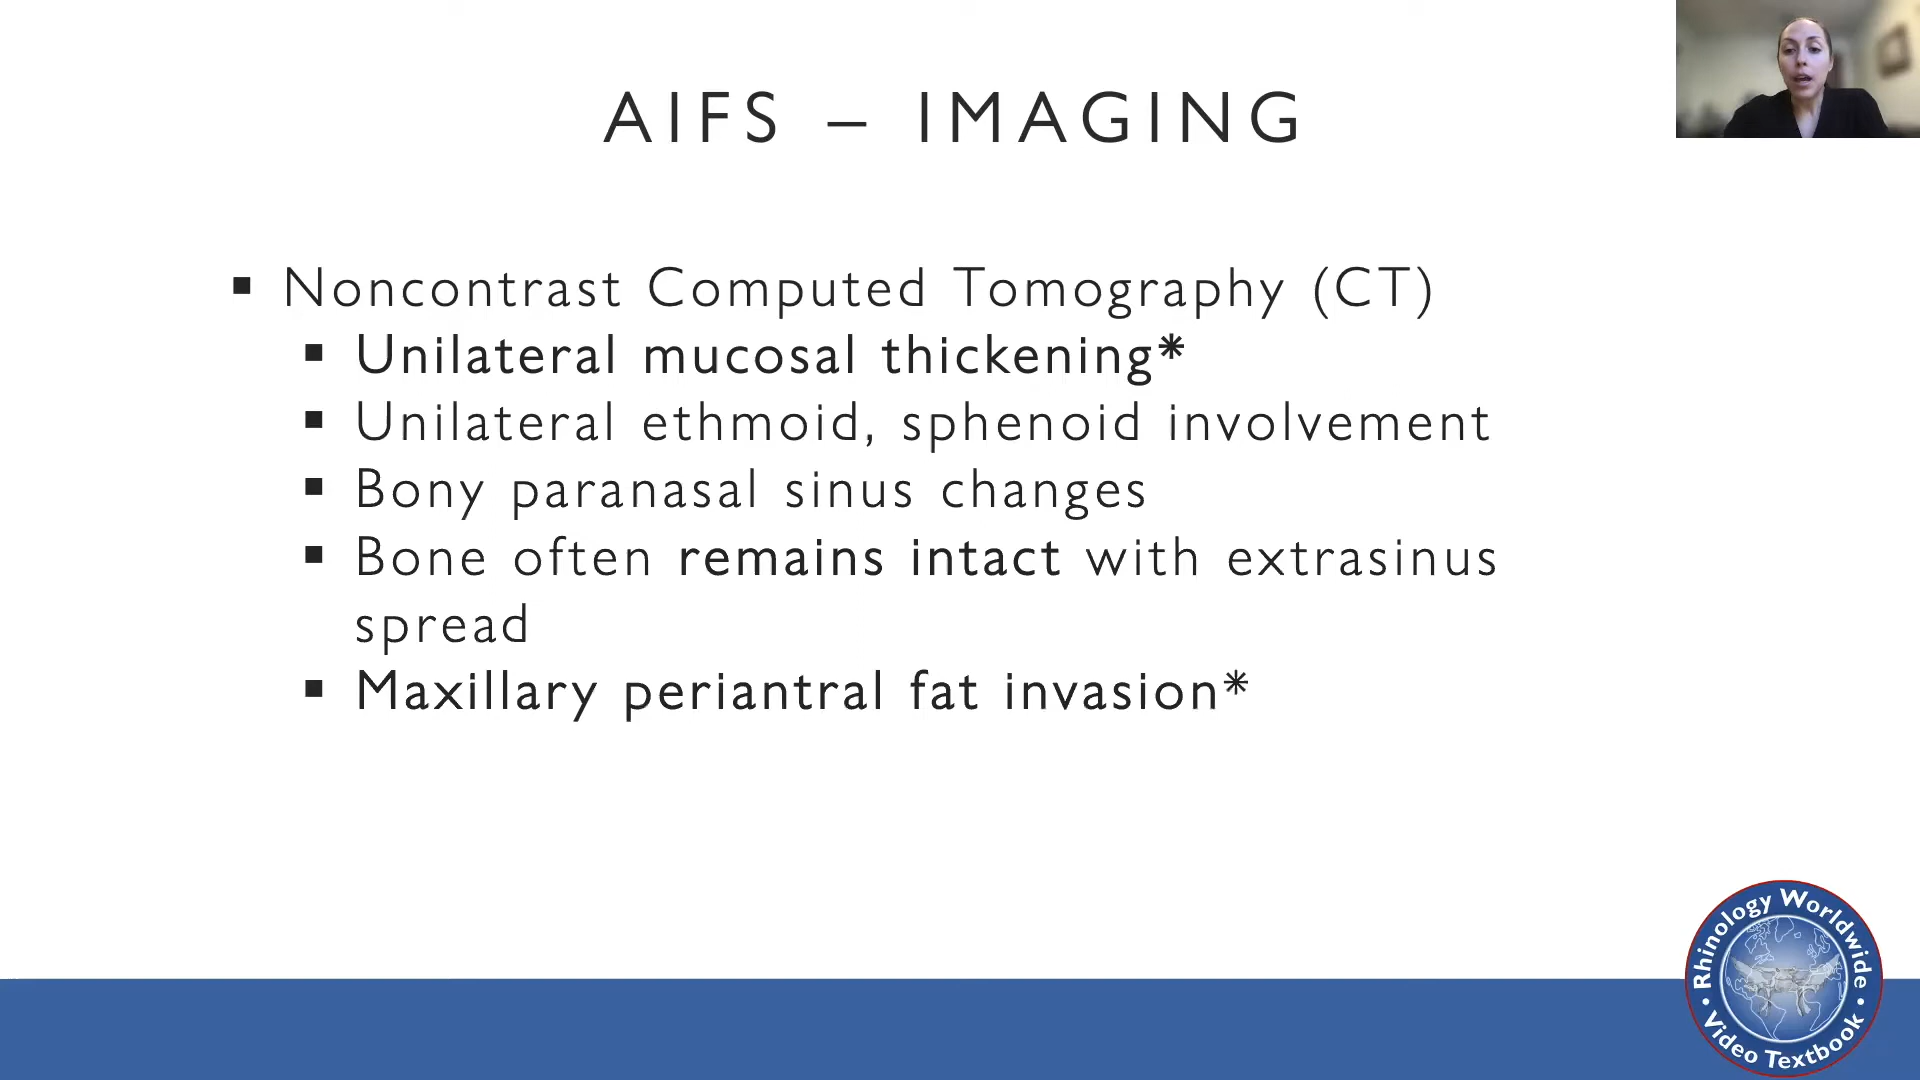 AIFS – IMAGING
▪ Noncontrast Computed Tomography (CT)
▪ Unilateral mucosal thickening*
▪ Unilateral ethmoid, sphenoid involvement
▪ Bony paranasal sinus changes
▪ Bone often remains intact with extrasinus
spread
▪ Maxillary periantral fat invasion*
Rhinology Worldwide
• Video Textbook •